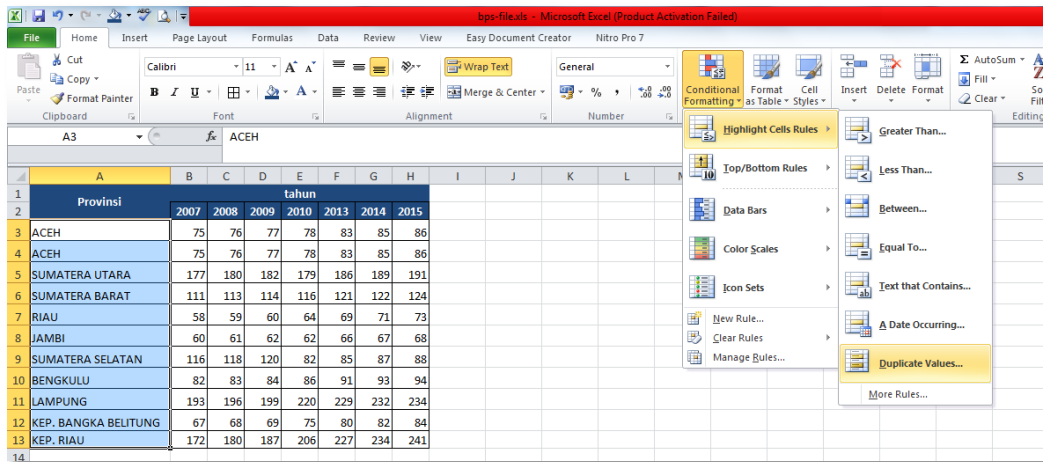 bps-file.xls - Microsoft Excel (Product Activation Failed)
File Home Insert Page Layout Formulas Data Review View Easy Document Creator Nitro Pro 7
Cut
Copy
Format Painter
Paste
Clipboard
Calibri 11 A A
B I U A
Font
Wrap Text
Merge & Center
Alignment
General
% , .0 .00 .00 .0
Number
Conditional Formatting
Format as Table
Cell Styles
Insert Delete Format
Σ AutoSum
Fill
Clear
Editing
A3 fx ACEH
Highlight Cells Rules
Top/Bottom Rules
Data Bars
Color Scales
Icon Sets
New Rule...
Clear Rules
Manage Rules...
Greater Than...
Less Than...
Between...
Equal To...
Text that Contains...
A Date Occurring...
Duplicate Values...
More Rules...
A B C D E F G H I J K L S
1 Provinsi tahun
2 2007 2008 2009 2010 2013 2014 2015
3 ACEH 75 76 77 78 83 85 86
4 ACEH 75 76 77 78 83 85 86
5 SUMATERA UTARA 177 180 182 179 186 189 191
6 SUMATERA BARAT 111 113 114 116 121 122 124
7 RIAU 58 59 60 64 69 71 73
8 JAMBI 60 61 62 62 66 67 68
9 SUMATERA SELATAN 116 118 120 82 85 87 88
10 BENGKULU 82 83 84 86 91 93 94
11 LAMPUNG 193 196 199 220 229 232 234
12 KEP. BANGKA BELITUNG 67 68 69 75 80 82 84
13 KEP. RIAU 172 180 187 206 227 234 241
14